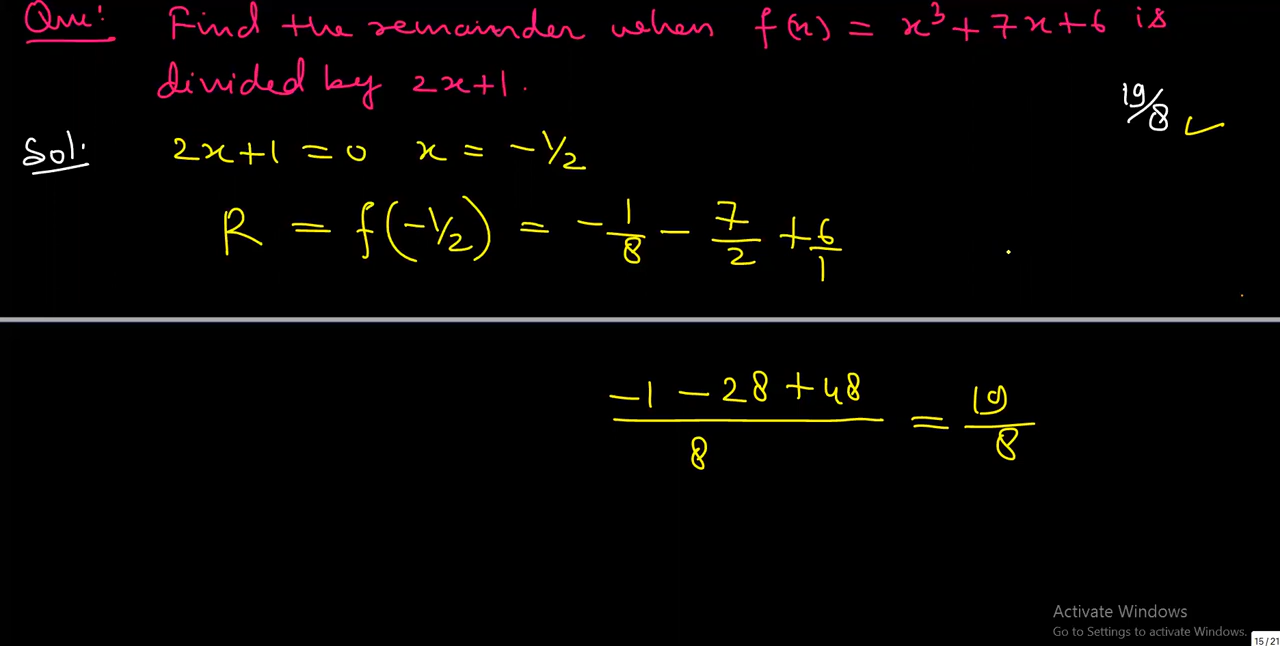 Que: Find the remainder when f(x) = x³ + 7x + 6 is
divided by 2x+1.
19/8 ✓
Sol: 2x+1 = 0 x = -1/2
R = f(-1/2) = -1/8 - 7/2 + 6/1
(-1 - 28 + 48)/8 = 19/8
Activate Windows
Go to Settings to activate Windows.
15 / 21